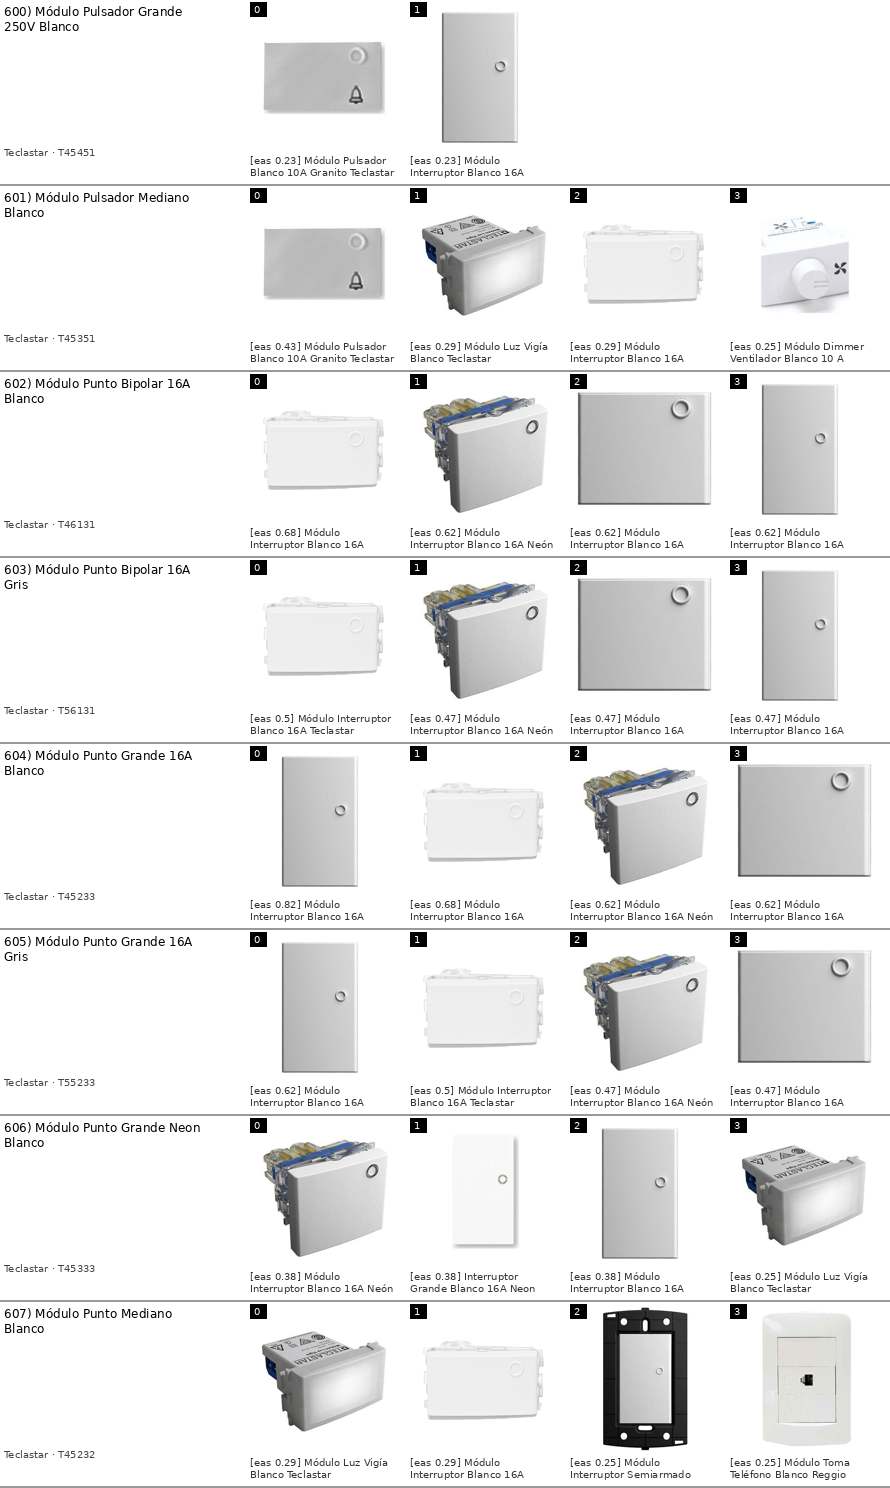 600) Módulo Pulsador Grande
250V Blanco
Teclastar · T45451
0
[eas 0.23] Módulo Pulsador
Blanco 10A Granito Teclastar
1
[eas 0.23] Módulo
Interruptor Blanco 16A
601) Módulo Pulsador Mediano
Blanco
Teclastar · T45351
0
[eas 0.43] Módulo Pulsador
Blanco 10A Granito Teclastar
1
TECLASTAR
[eas 0.29] Módulo Luz Vigía
Blanco Teclastar
2
[eas 0.29] Módulo
Interruptor Blanco 16A
3
[eas 0.25] Módulo Dimmer
Ventilador Blanco 10 A
602) Módulo Punto Bipolar 16A
Blanco
Teclastar · T46131
0
[eas 0.68] Módulo
Interruptor Blanco 16A
1
[eas 0.62] Módulo
Interruptor Blanco 16A Neón
2
[eas 0.62] Módulo
Interruptor Blanco 16A
3
[eas 0.62] Módulo
Interruptor Blanco 16A
603) Módulo Punto Bipolar 16A
Gris
Teclastar · T56131
0
[eas 0.5] Módulo Interruptor
Blanco 16A Teclastar
1
[eas 0.47] Módulo
Interruptor Blanco 16A Neón
2
[eas 0.47] Módulo
Interruptor Blanco 16A
3
[eas 0.47] Módulo
Interruptor Blanco 16A
604) Módulo Punto Grande 16A
Blanco
Teclastar · T45233
0
[eas 0.82] Módulo
Interruptor Blanco 16A
1
[eas 0.68] Módulo
Interruptor Blanco 16A
2
[eas 0.62] Módulo
Interruptor Blanco 16A Neón
3
[eas 0.62] Módulo
Interruptor Blanco 16A
605) Módulo Punto Grande 16A
Gris
Teclastar · T55233
0
[eas 0.62] Módulo
Interruptor Blanco 16A
1
[eas 0.5] Módulo Interruptor
Blanco 16A Teclastar
2
[eas 0.47] Módulo
Interruptor Blanco 16A Neón
3
[eas 0.47] Módulo
Interruptor Blanco 16A
606) Módulo Punto Grande Neon
Blanco
Teclastar · T45333
0
[eas 0.38] Módulo
Interruptor Blanco 16A Neón
1
[eas 0.38] Interruptor
Grande Blanco 16A Neon
2
[eas 0.38] Módulo
Interruptor Blanco 16A
3
TECLASTAR
[eas 0.25] Módulo Luz Vigía
Blanco Teclastar
607) Módulo Punto Mediano
Blanco
Teclastar · T45232
0
TECLASTAR
[eas 0.29] Módulo Luz Vigía
Blanco Teclastar
1
[eas 0.29] Módulo
Interruptor Blanco 16A
2
[eas 0.25] Módulo
Interruptor Semiarmado
3
[eas 0.25] Módulo Toma
Teléfono Blanco Reggio